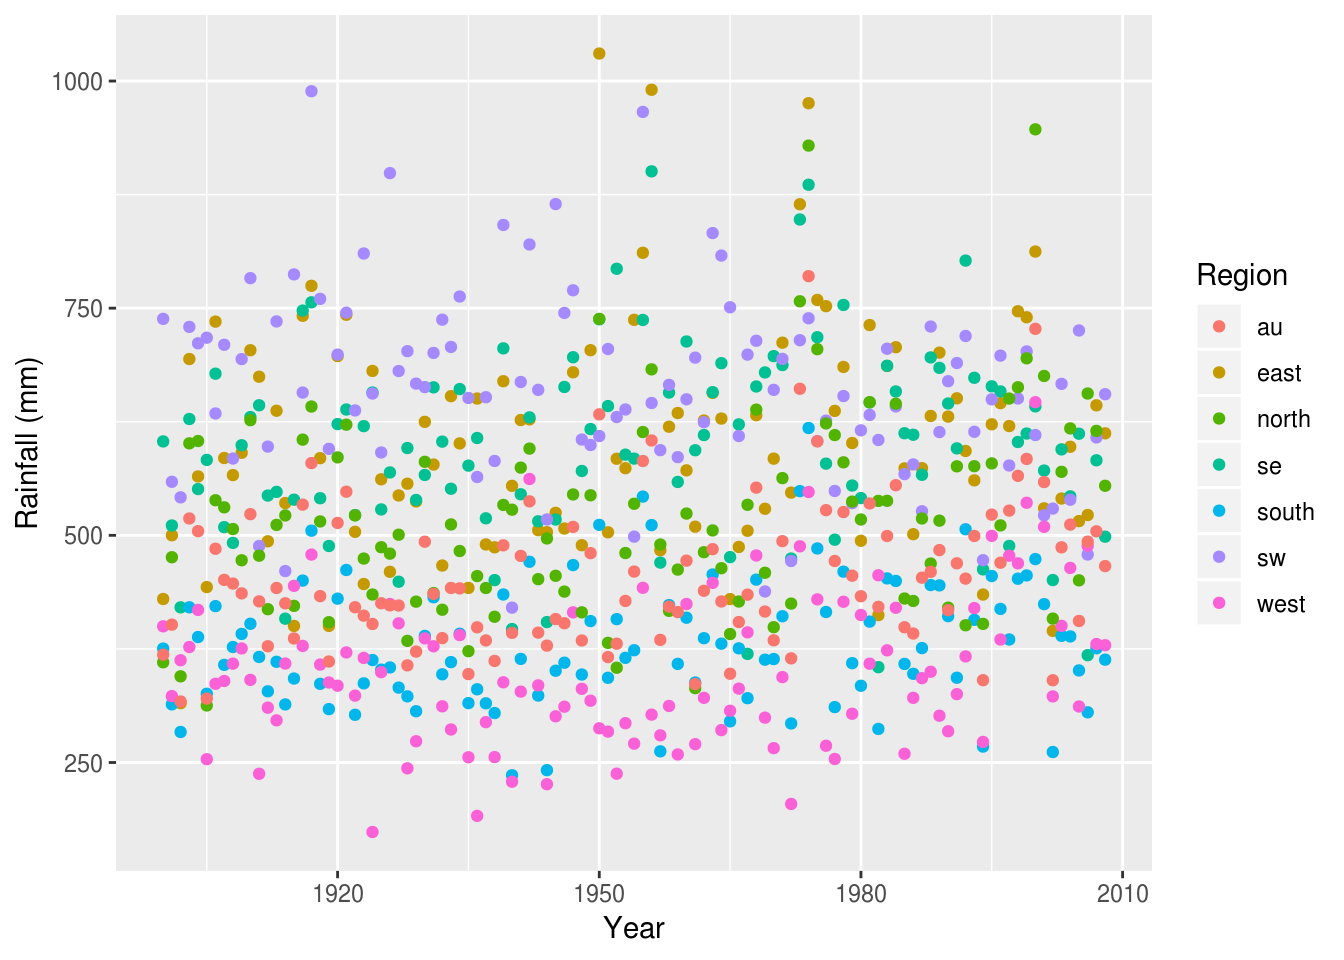 1000
750
500
250
Rainfall (mm)
1920
1950
1980
2010
Year
Region
au
east
north
se
south
sw
west